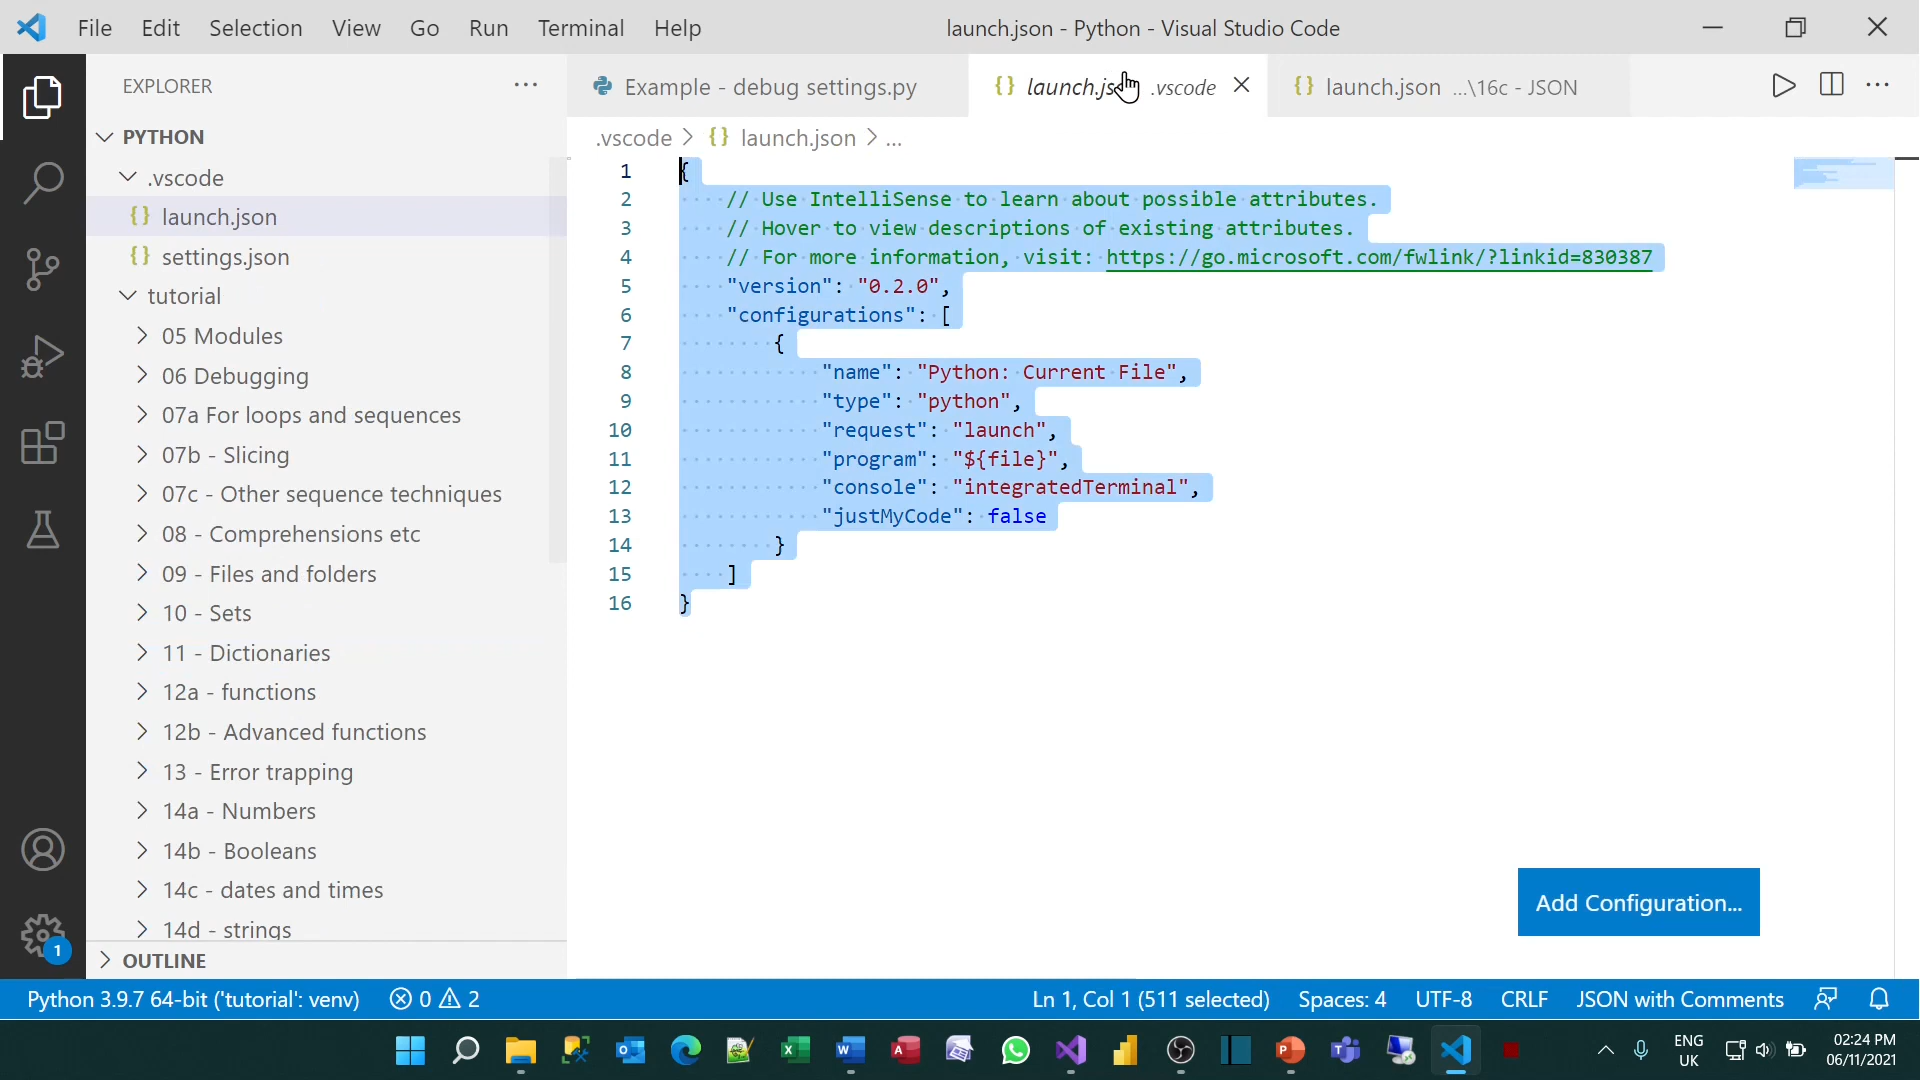 File Edit Selection View Go Run Terminal Help
launch.json - Python - Visual Studio Code
EXPLORER
PYTHON
.vscode
launch.json
settings.json
tutorial
05 Modules
06 Debugging
07a For loops and sequences
07b - Slicing
07c - Other sequence techniques
08 - Comprehensions etc
09 - Files and folders
10 - Sets
11 - Dictionaries
12a - functions
12b - Advanced functions
13 - Error trapping
14a - Numbers
14b - Booleans
14c - dates and times
14d - strings
OUTLINE
Example - debug settings.py
launch.js .vscode
launch.json ...\16c - JSON
.vscode > {} launch.json > ...
1 {
2 // Use IntelliSense to learn about possible attributes.
3 // Hover to view descriptions of existing attributes.
4 // For more information, visit: https://go.microsoft.com/fwlink/?linkid=830387
5 "version": "0.2.0",
6 "configurations": [
7 {
8 "name": "Python: Current File",
9 "type": "python",
10 "request": "launch",
11 "program": "${file}",
12 "console": "integratedTerminal",
13 "justMyCode": false
14 }
15 ]
16 }
Add Configuration...
1
Python 3.9.7 64-bit ('tutorial': venv) 0 2
Ln 1, Col 1 (511 selected) Spaces: 4 UTF-8 CRLF JSON with Comments
ENG
UK
02:24 PM
06/11/2021